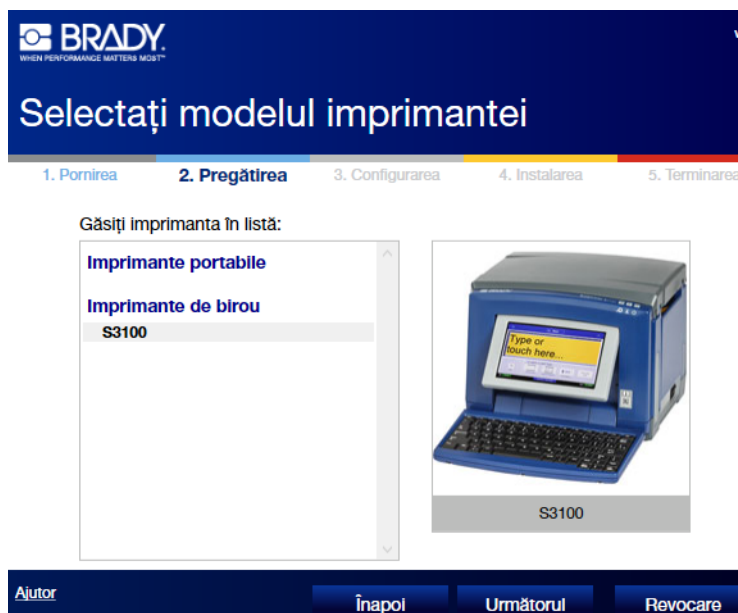 BRADY.
WHEN PERFORMANCE MATTERS MOST™
Selectați modelul imprimantei
1. Pornirea
2. Pregătirea
3. Configurarea
4. Instalarea
5. Terminarea
Găsiți imprimanta în listă:
Imprimante portabile
Imprimante de birou
S3100
Type or
touch here...
S3100
Ajutor
Înapoi
Următorul
Revocare